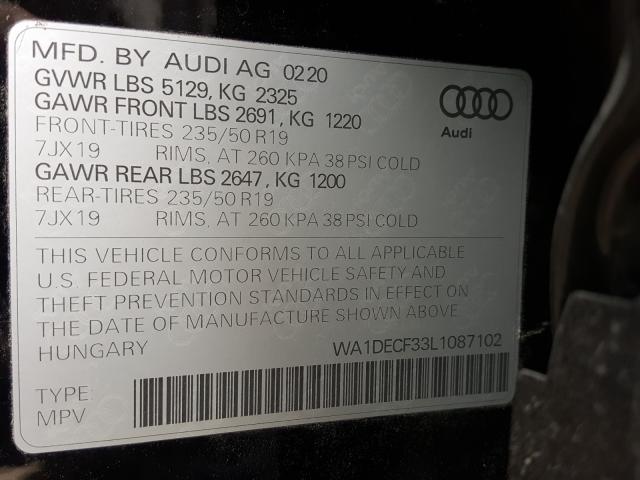 MFD. BY AUDI AG 0220
GVWR LBS 5129, KG 2325
GAWR FRONT LBS 2691, KG 1220
FRONT-TIRES 235/50 R19
7JX19 RIMS, AT 260 KPA 38 PSI COLD
GAWR REAR LBS 2647, KG 1200
REAR-TIRES 235/50 R19
7JX19 RIMS, AT 260 KPA 38 PSI COLD
Audi
THIS VEHICLE CONFORMS TO ALL APPLICABLE
U.S. FEDERAL MOTOR VEHICLE SAFETY AND
THEFT PREVENTION STANDARDS IN EFFECT ON
THE DATE OF MANUFACTURE SHOWN ABOVE
HUNGARY WA1DECF33L1087102
TYPE:
MPV